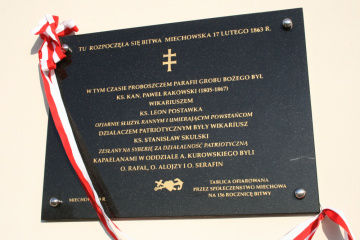 TU ROZPOCZĘŁA SIĘ BITWA MIECHOWSKA 17 LUTEGO 1863 R.
W TYM CZASIE PROBOSZCZEM PARAFII GROBU BOŻEGO BYŁ
KS. KAN. PAWEŁ RAKOWSKI (1805-1867)
WIKARIUSZEM
KS. LEON POSTAWKA
OFIARNIE SŁUŻYŁ RANNYM I UMIERAJĄCYM POWSTAŃCOM
DZIAŁACZEM PATRIOTYCZNYM BYŁ WIKARIUSZ
KS. STANISŁAW SKULSKI
ZESŁANY NA SYBERIĘ ZA DZIAŁALNOŚĆ PATRIOTYCZNĄ
KAPELANAMI W ODDZIALE A. KUROWSKIEGO BYLI
O. RAFAŁ, O. ALOJZY I O. SERAFIN
TABLICA OFIAROWANA
PRZEZ SPOŁECZEŃSTWO MIECHOWA
NA 156 ROCZNICĘ BITWY
MIECHÓW